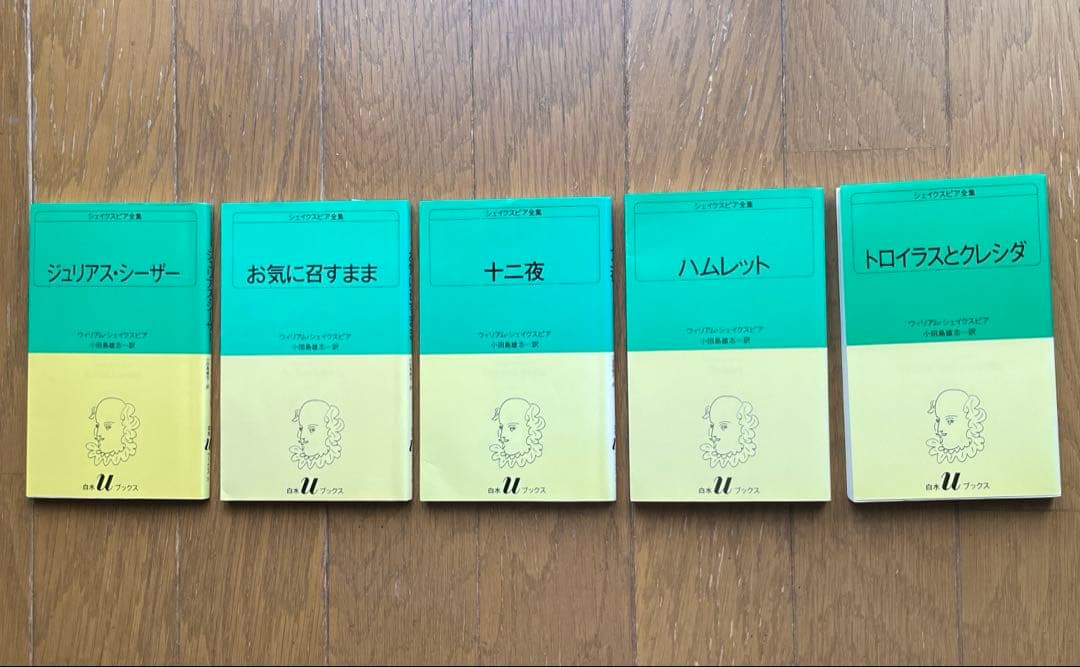 シェイクスピア全集
ジュリアス・シーザー
ウィリアム・シェイクスピア
小田島雄志―訳
白水uブックス
シェイクスピア全集
お気に召すまま
ウィリアム・シェイクスピア
小田島雄志―訳
白水uブックス
シェイクスピア全集
十二夜
ウィリアム・シェイクスピア
小田島雄志―訳
白水uブックス
シェイクスピア全集
ハムレット
ウィリアム・シェイクスピア
小田島雄志―訳
白水uブックス
シェイクスピア全集
トロイラスとクレシダ
ウィリアム・シェイクスピア
小田島雄志―訳
白水uブックス